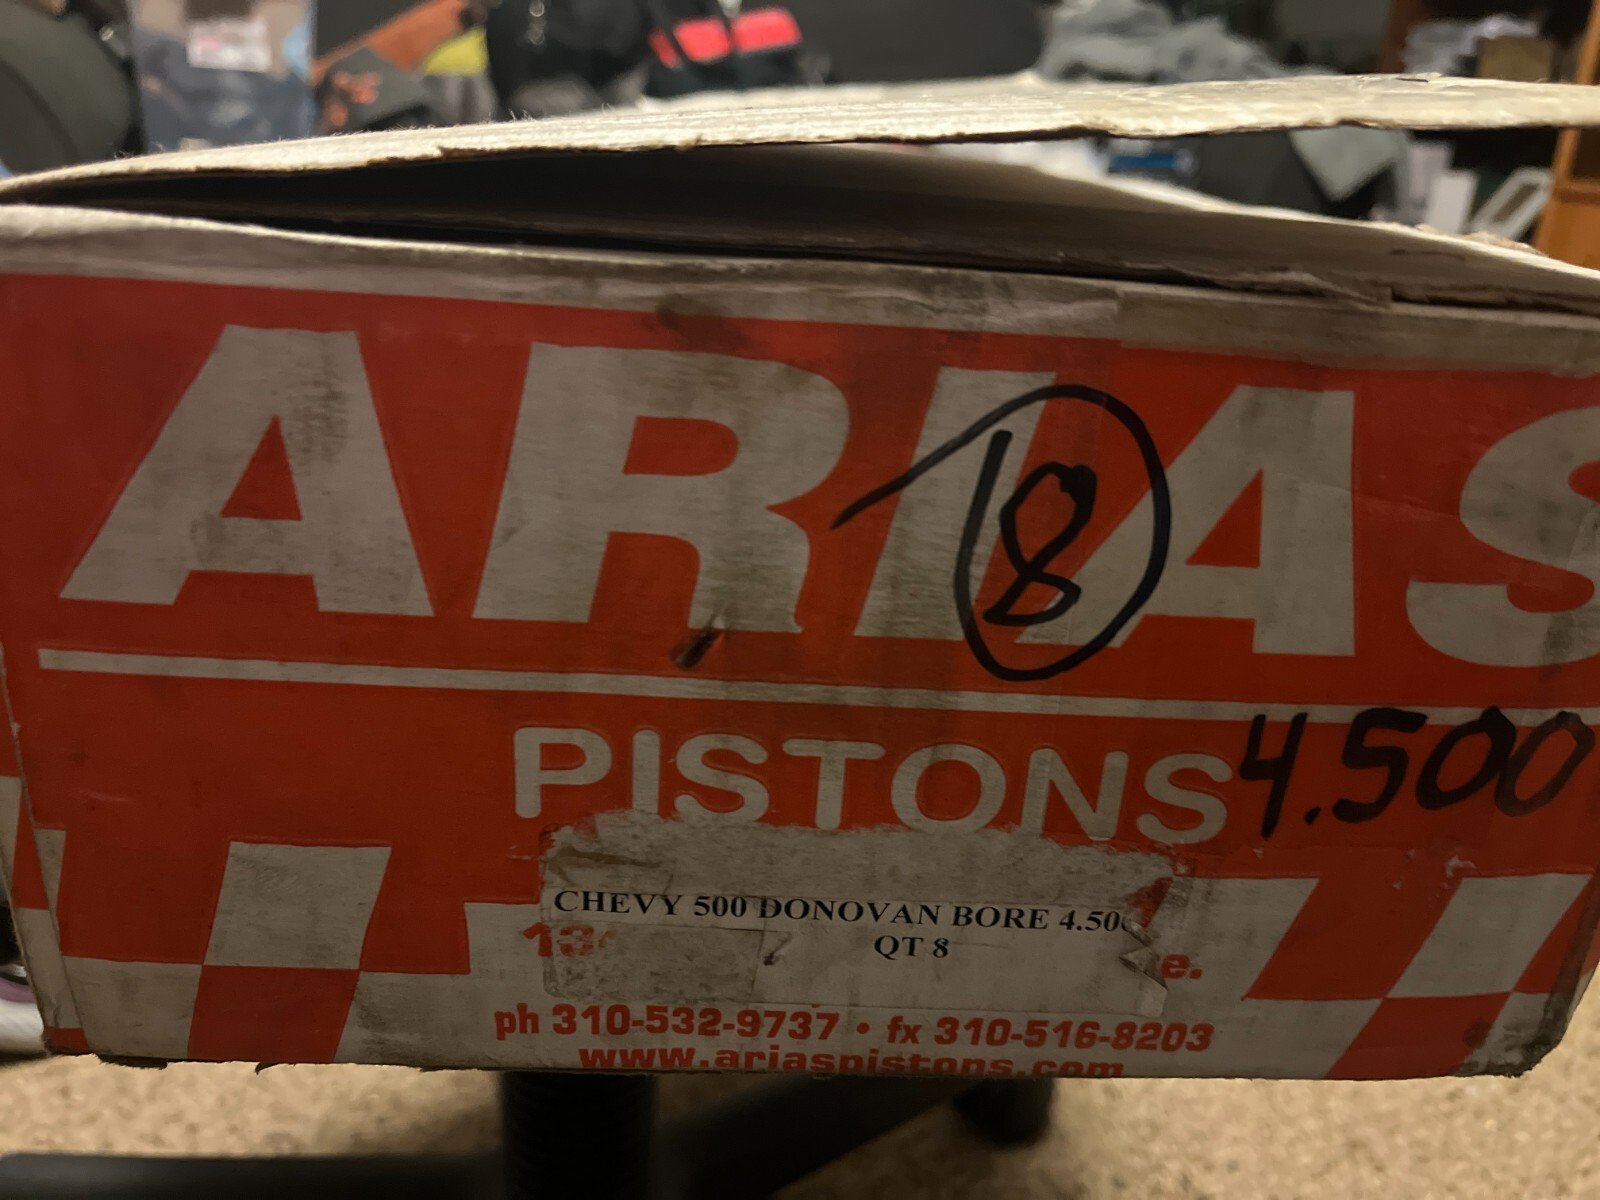 ARIAS
8
PISTONS 4.500
CHEVY 500 DONOVAN BORE 4.50
QT 8
ph 310-532-9737 • fx 310-516-8203
www.ariaspistons.com